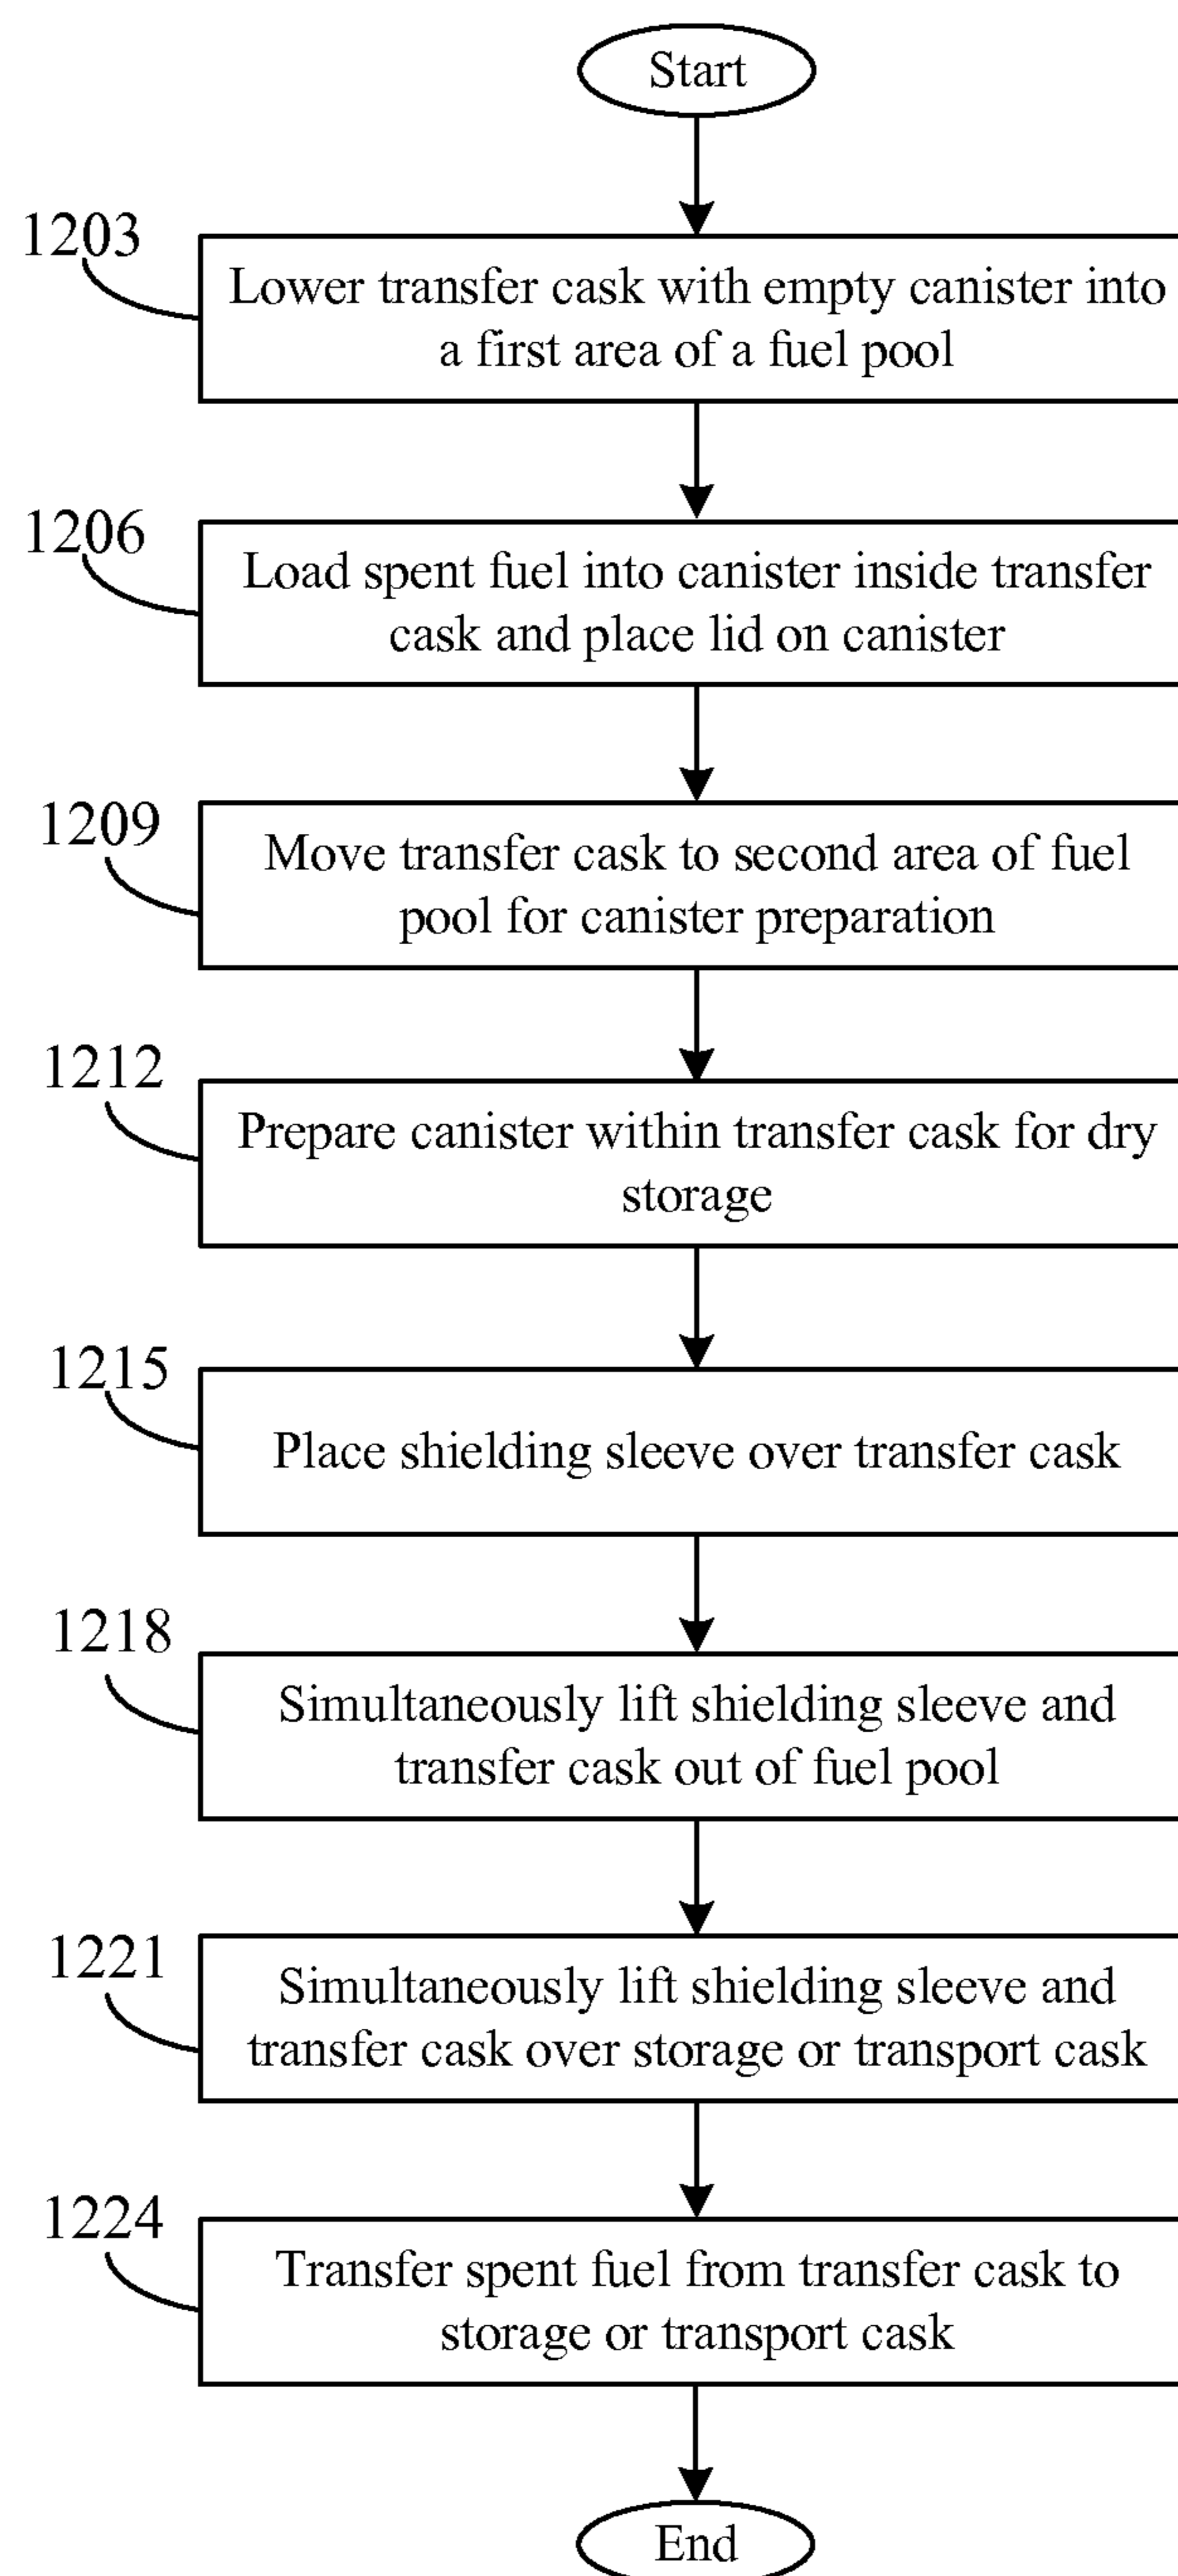 Start
1203
Lower transfer cask with empty canister into
a first area of a fuel pool
1206
Load spent fuel into canister inside transfer
cask and place lid on canister
1209
Move transfer cask to second area of fuel
pool for canister preparation
1212
Prepare canister within transfer cask for dry
storage
1215
Place shielding sleeve over transfer cask
1218
Simultaneously lift shielding sleeve and
transfer cask out of fuel pool
1221
Simultaneously lift shielding sleeve and
transfer cask over storage or transport cask
1224
Transfer spent fuel from transfer cask to
storage or transport cask
End